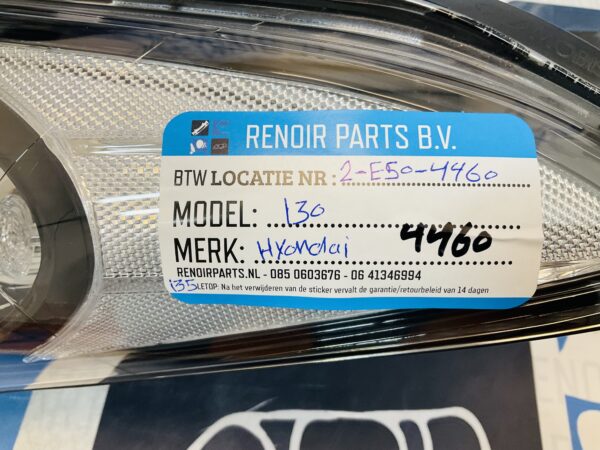 RENOIR PARTS B.V.
BTW LOCATIE NR: 2-E50-4460
MODEL: I30
MERK: Hyondai 4460
RENOIRPARTS.NL - 085 0603676 - 06 41346994
135 LETOP: Na het verwijderen van de sticker vervalt de garantie/retourbeleid van 14 dagen
RENOIR